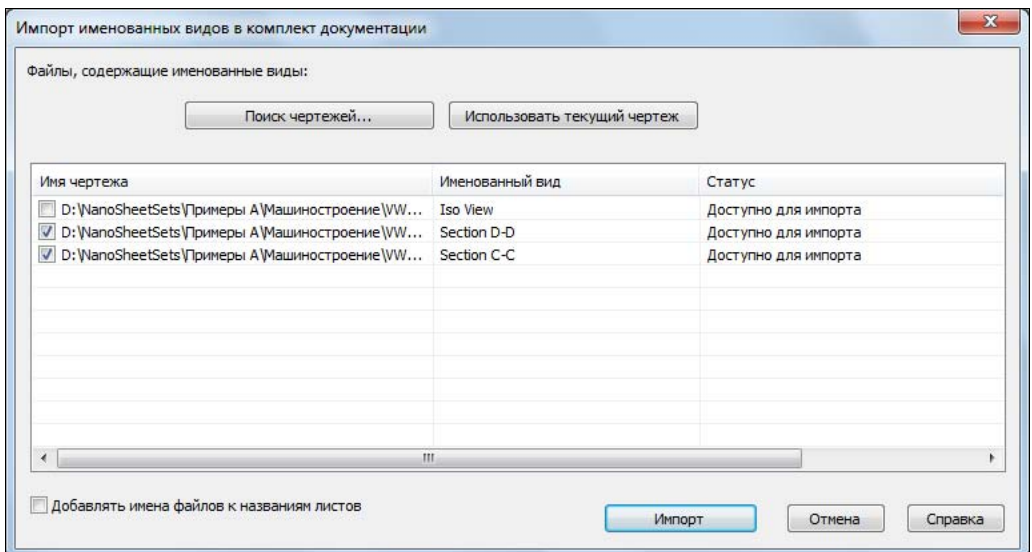 Импорт именованных видов в комплект документации
Файлы, содержащие именованные виды:
Поиск чертежей... Использовать текущий чертеж
Имя чертежа Именованный вид Статус
D:\NanoSheetSets\Примеры A\Машиностроение\VW... Iso View Доступно для импорта
D:\NanoSheetSets\Примеры A\Машиностроение\VW... Section D-D Доступно для импорта
D:\NanoSheetSets\Примеры A\Машиностроение\VW... Section C-C Доступно для импорта
Добавлять имена файлов к названиям листов
Импорт Отмена Справка